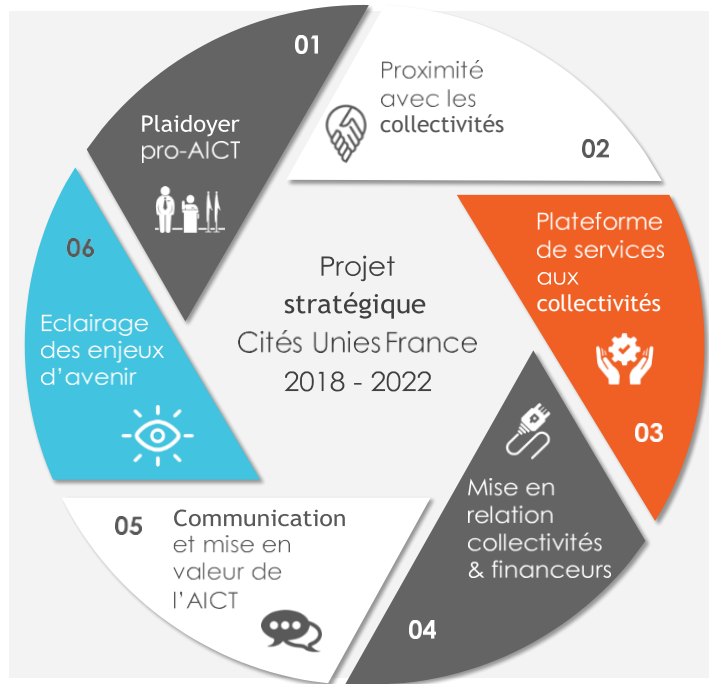 Projet
stratégique
Cités Unies France
2018 - 2022
01
Plaidoyer
pro-AICT
Proximité
avec les
collectivités
02
Plateforme
de services
aux
collectivités
03
Mise en
relation
collectivités
& financeurs
04
05
Communication
et mise en
valeur de
l'AICT
06
Eclairage
des enjeux
d'avenir